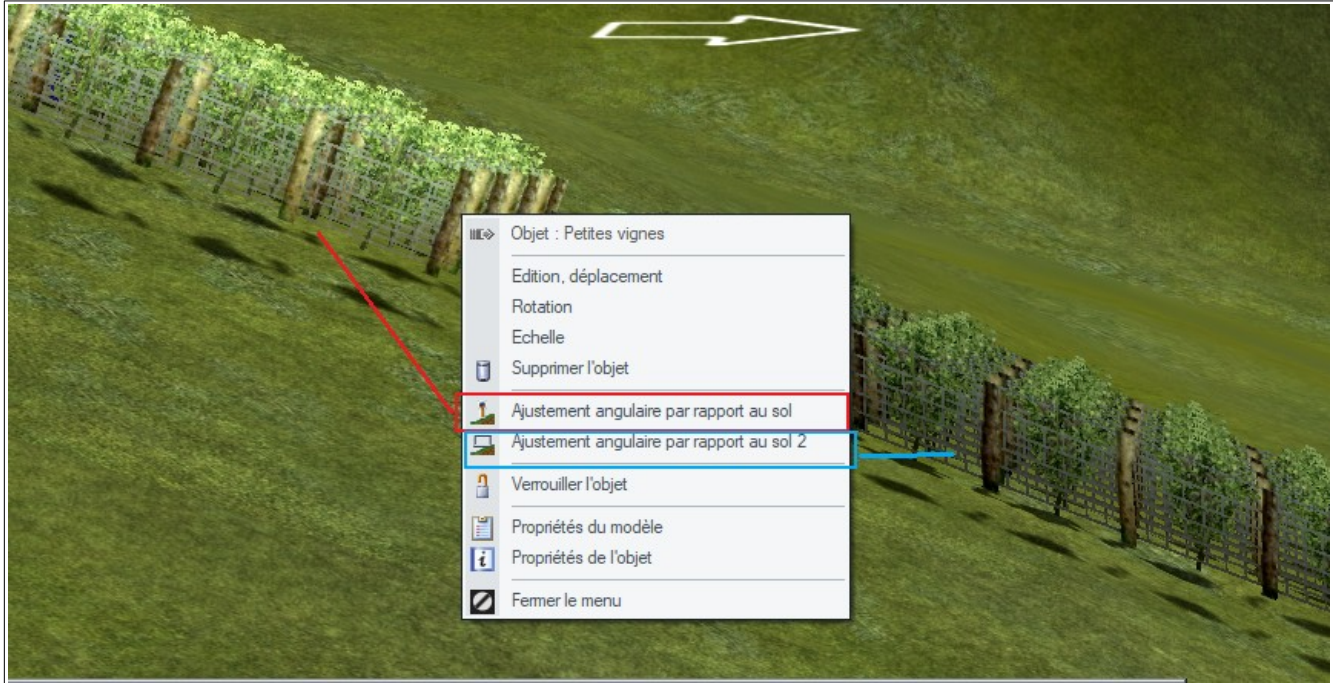 Objet : Petites vignes
Edition, déplacement
Rotation
Echelle
Supprimer l'objet
Ajustement angulaire par rapport au sol
Ajustement angulaire par rapport au sol 2
Verrouiller l'objet
Propriétés du modèle
Propriétés de l'objet
Fermer le menu